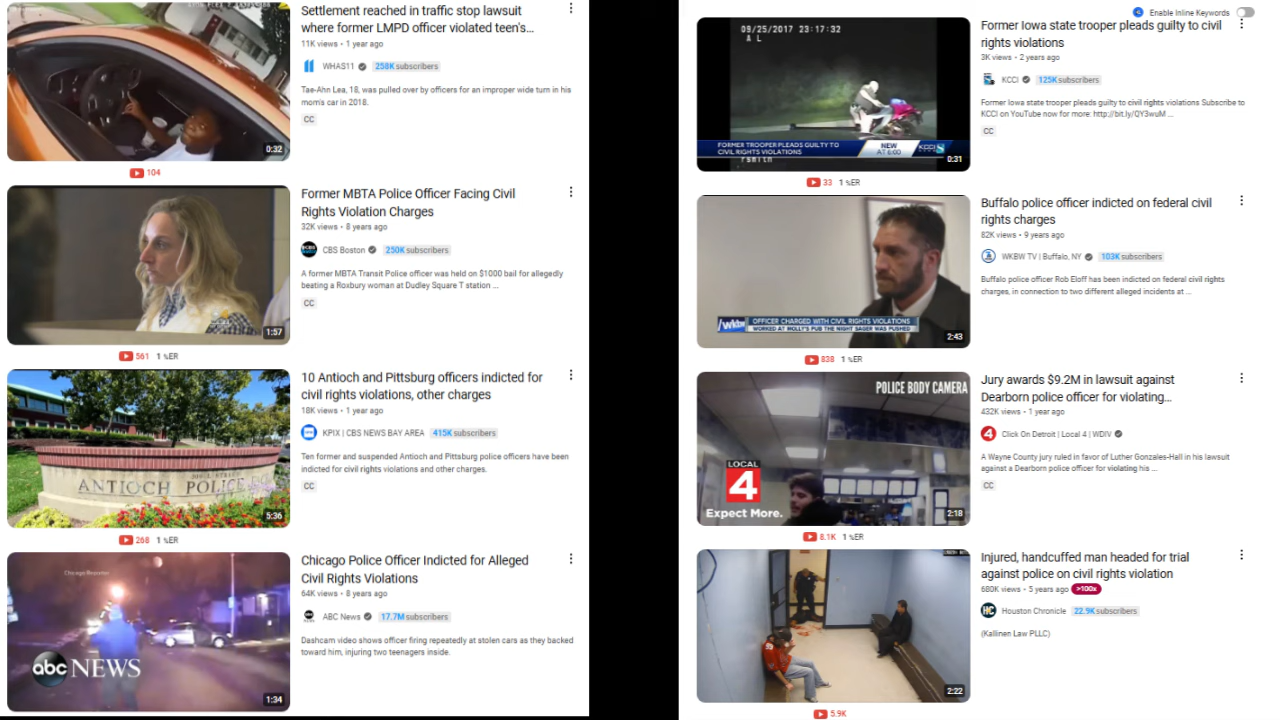 Settlement reached in traffic stop lawsuit
where former LMPD officer violated teen's...
11K views • 1 year ago
WHAS11 258K subscribers
Tae-Ahn Lea, 18, was pulled over by officers for an improper wide turn in his
mom's car in 2018.
CC
0:32
104
Former MBTA Police Officer Facing Civil
Rights Violation Charges
32K views • 8 years ago
CBS Boston 250K subscribers
A former MBTA Transit Police officer was held on $1000 bail for allegedly
beating a Roxbury woman at Dudley Square T station ...
CC
1:57
561 1 %ER
10 Antioch and Pittsburg officers indicted for
civil rights violations, other charges
18K views • 1 year ago
KPIX | CBS NEWS BAY AREA 415K subscribers
Ten former and suspended Antioch and Pittsburg police officers have been
indicted for civil rights violations and other charges.
CC
ANTIOCH POLICE
5:36
268 1 %ER
Chicago Police Officer Indicted for Alleged
Civil Rights Violations
64K views • 8 years ago
ABC News 17.7M subscribers
Dashcam video shows officer firing repeatedly at stolen cars as they backed
toward him, injuring two teenagers inside.
Chicago Reporter
abc NEWS
1:34
Enable Inline Keywords
09/25/2017 23:17:32
A L
FORMER TROOPER PLEADS GUILTY TO
CIVIL RIGHTS VIOLATIONS
NEW
AT 6:00
KCCI 8
0:31
Former Iowa state trooper pleads guilty to civil
rights violations
3K views • 2 years ago
KCCI 125K subscribers
Former Iowa state trooper pleads guilty to civil rights violations Subscribe to
KCCI on YouTube now for more: http://bit.ly/QY3wuM ...
CC
33 1 %ER
Buffalo police officer indicted on federal civil
rights charges
82K views • 9 years ago
WKBW TV | Buffalo, NY 103K subscribers
Buffalo police officer Rob Eloff has been indicted on federal civil rights
charges, in connection to two different alleged incidents at ...
wkbw
OFFICER CHARGED WITH CIVIL RIGHTS VIOLATIONS
WORKED AT MOLLY'S PUB THE NIGHT SAGER WAS PUSHED
2:43
838 1 %ER
Jury awards $9.2M in lawsuit against
Dearborn police officer for violating...
432K views • 1 year ago
Click On Detroit | Local 4 | WDIV
A Wayne County jury ruled in favor of Luther Gonzales-Hall in his lawsuit
against a Dearborn police officer for violating his ...
CC
POLICE BODY CAMERA
LOCAL
4
Expect More.
2:18
8.1K 1 %ER
Injured, handcuffed man headed for trial
against police on civil rights violation
680K views • 5 years ago >100x
Houston Chronicle 22.9K subscribers
(Kallinen Law PLLC)
2:22
5.9K